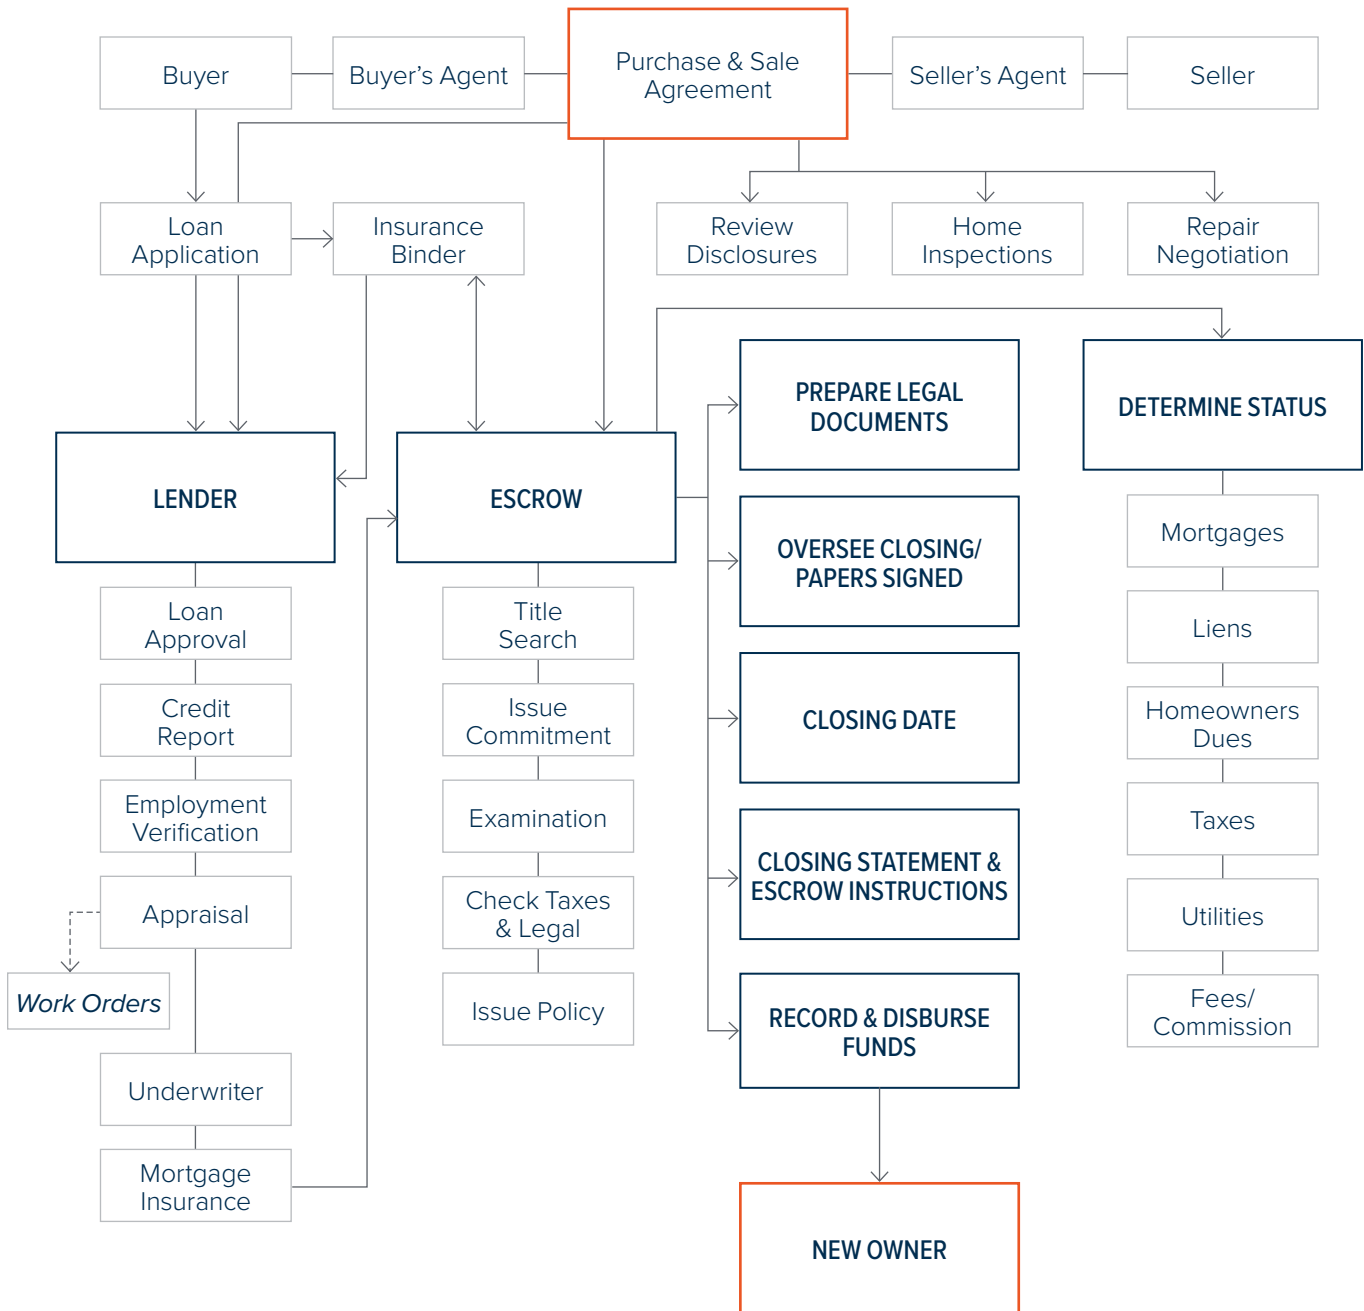 Buyer
Buyer’s Agent
Purchase & Sale
Agreement
Seller’s Agent
Seller
Loan
Application
Insurance
Binder
Review
Disclosures
Home
Inspections
Repair
Negotiation
LENDER
ESCROW
PREPARE LEGAL
DOCUMENTS
DETERMINE STATUS
OVERSEE CLOSING/
PAPERS SIGNED
CLOSING DATE
CLOSING STATEMENT &
ESCROW INSTRUCTIONS
RECORD & DISBURSE
FUNDS
NEW OWNER
Loan
Approval
Credit
Report
Employment
Verification
Appraisal
Work Orders
Underwriter
Mortgage
Insurance
Title
Search
Issue
Commitment
Examination
Check Taxes
& Legal
Issue Policy
Mortgages
Liens
Homeowners
Dues
Taxes
Utilities
Fees/
Commission